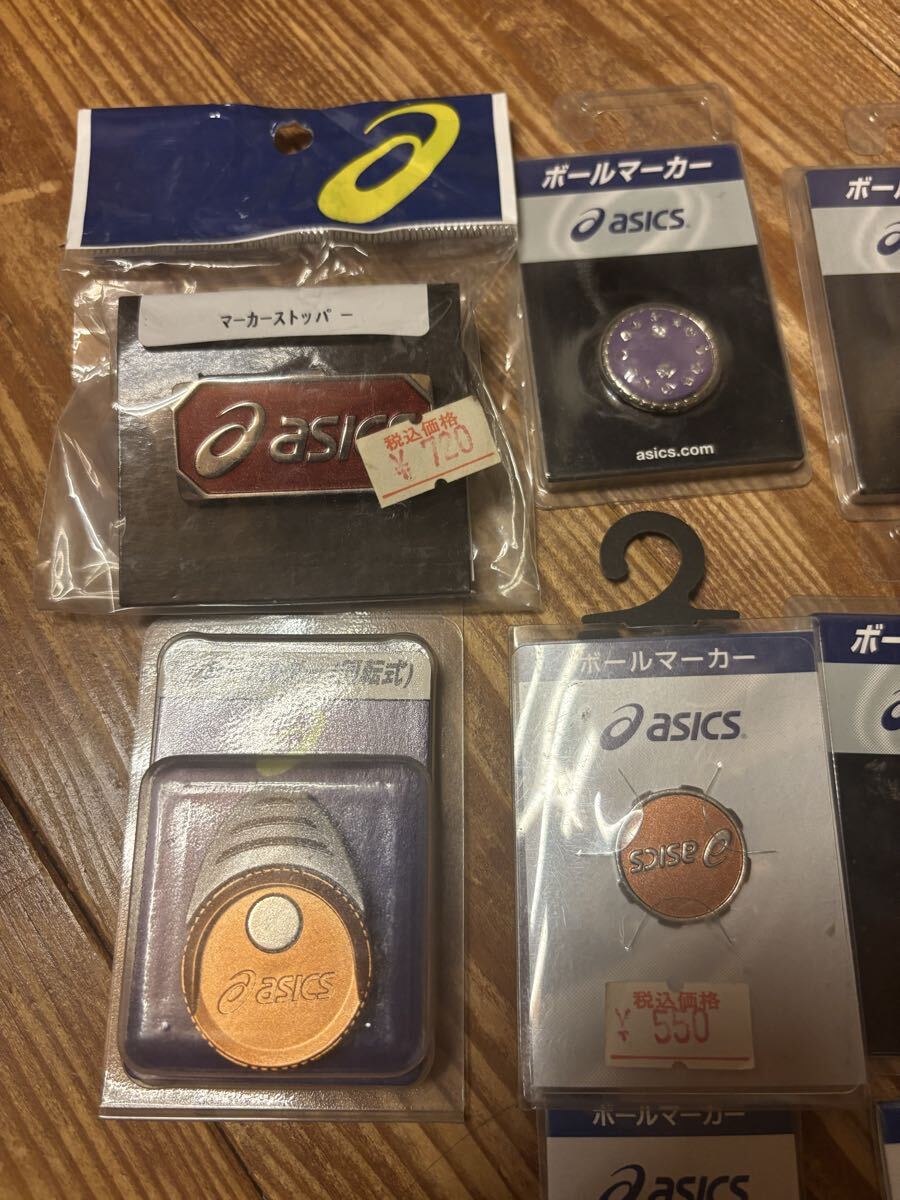 マーカーストッパー
asics
税込価格
¥720
ボールマーカー
asics
asics.com
ボー
転式)
asics
ボールマーカー
asics
asics
税込価格
¥550
ボー
ボールマーカー
asics